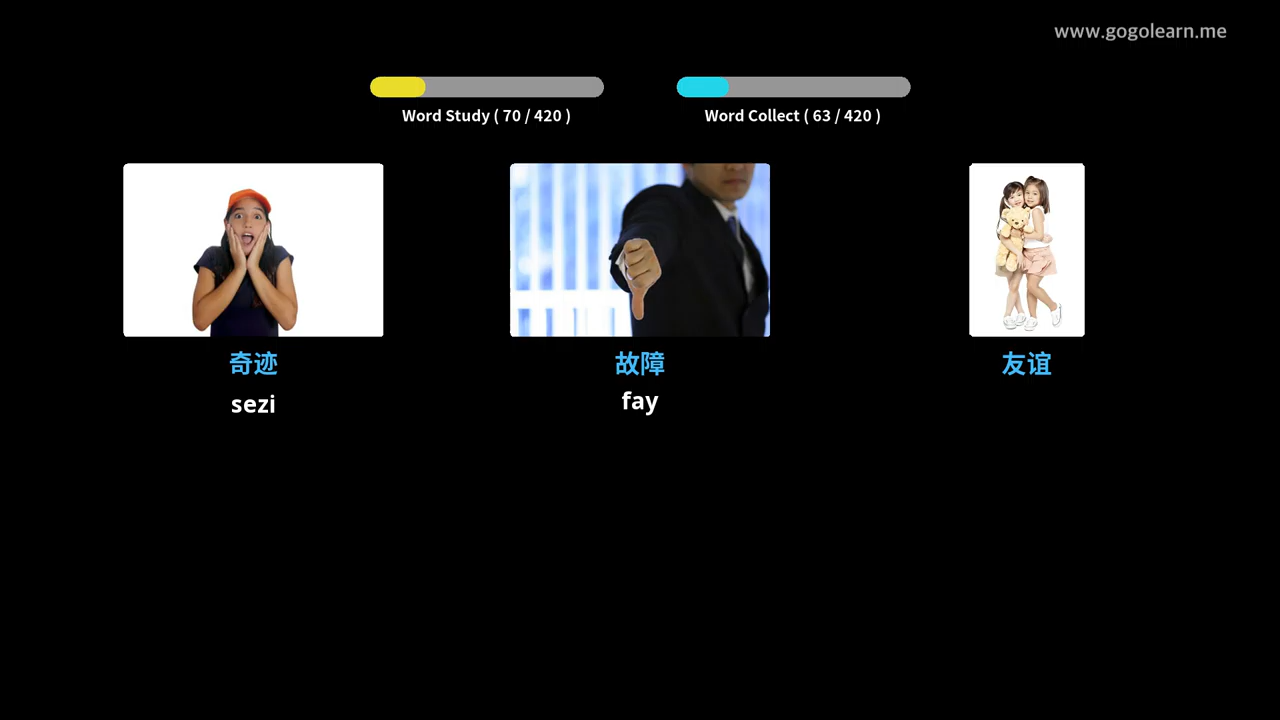 www.gogolearn.me
Word Study ( 70 / 420 )
Word Collect ( 63 / 420 )
奇迹
故障
友谊
sezi
fay